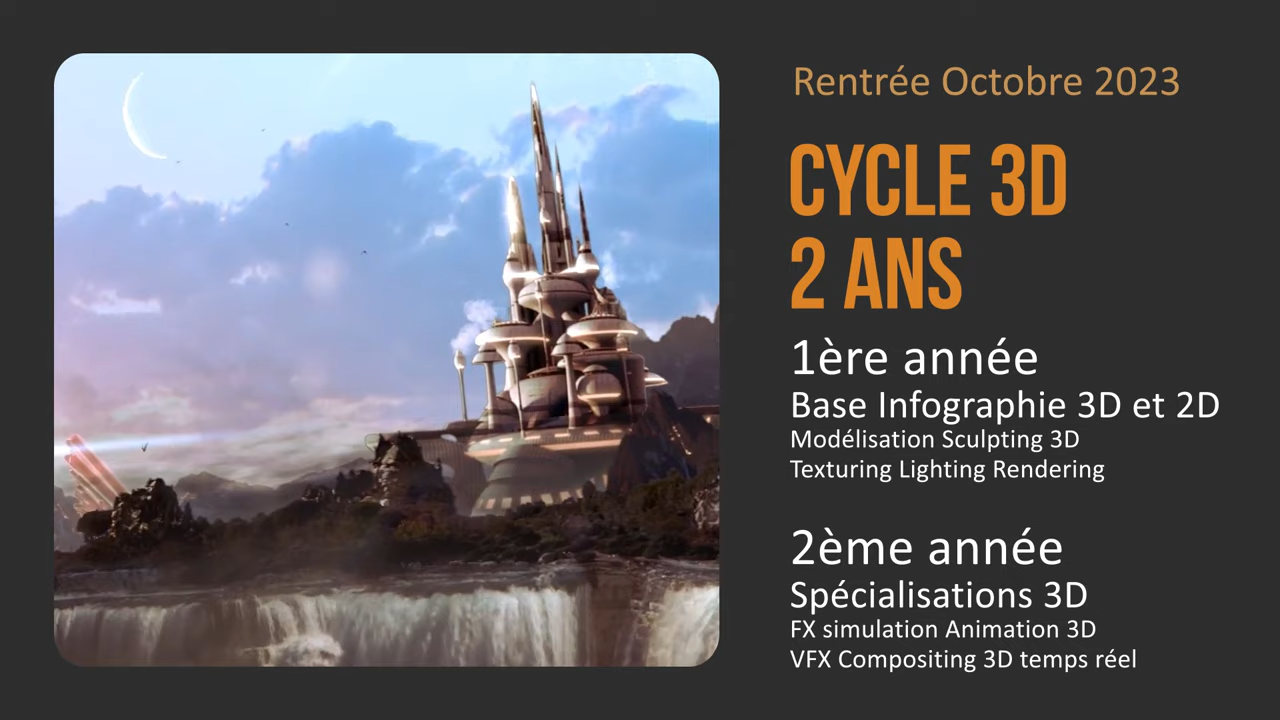 Rentrée Octobre 2023
CYCLE 3D
2 ANS
1ère année
Base Infographie 3D et 2D
Modélisation Sculpting 3D
Texturing Lighting Rendering
2ème année
Spécialisations 3D
FX simulation Animation 3D
VFX Compositing 3D temps réel